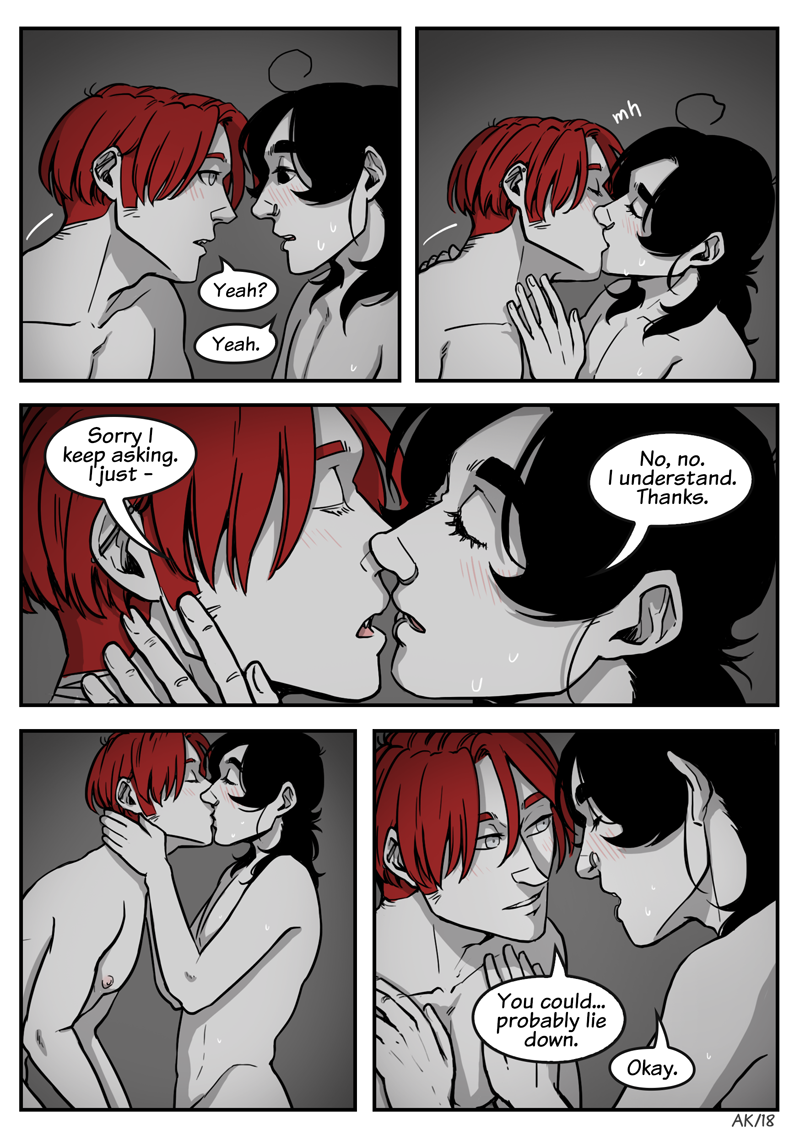 Yeah?
Yeah.
mh
Sorry I
keep asking.
I just -
No, no.
I understand.
Thanks.
You could...
probably lie
down.
Okay.
AK/18